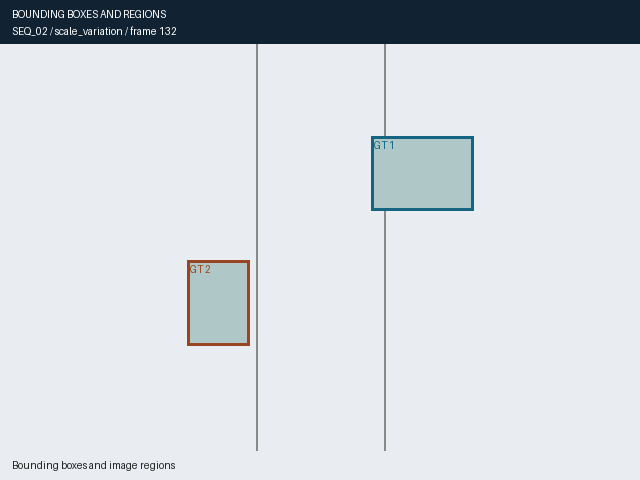 BOUNDING BOXES AND REGIONS
SEQ_02 / scale_variation / frame 132
GT1
GT2
Bounding boxes and image regions